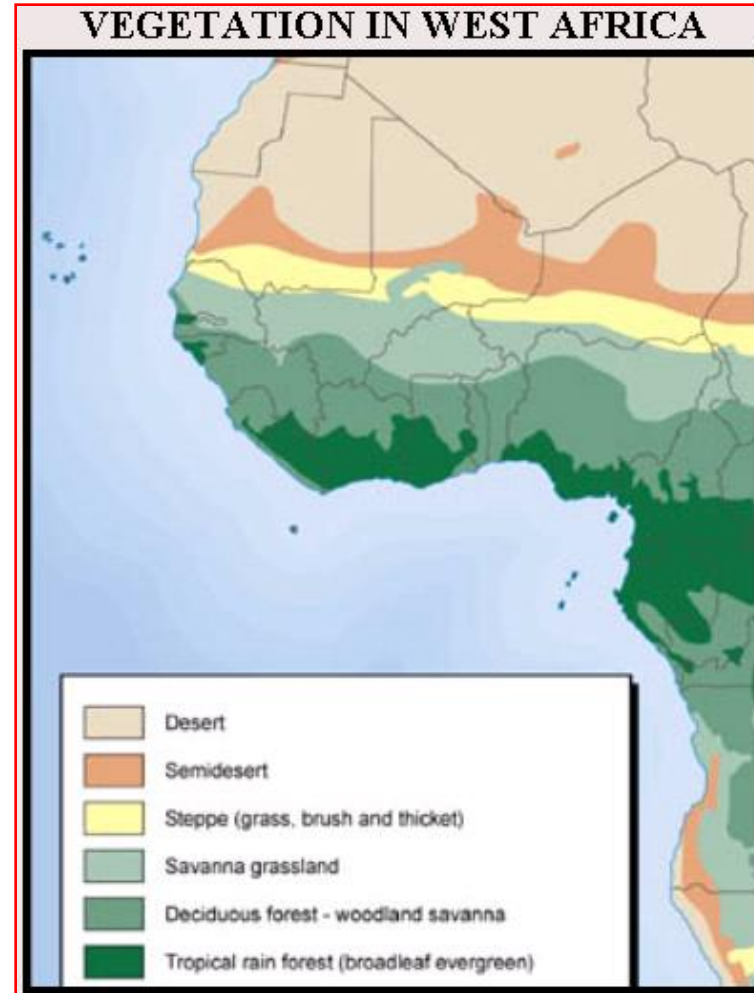 VEGETATION IN WEST AFRICA
Desert
Semidesert
Steppe (grass, brush and thicket)
Savanna grassland
Deciduous forest - woodland savanna
Tropical rain forest (broadleaf evergreen)